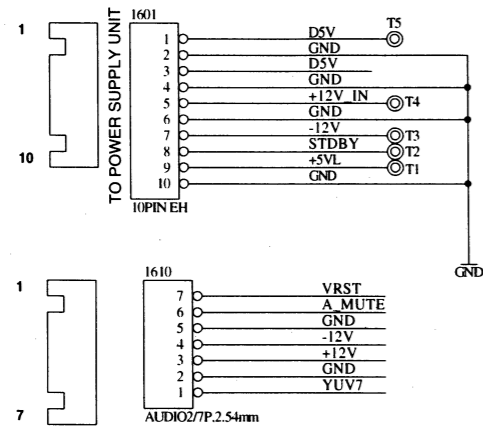 1601
T5
1
10
TO POWER SUPPLY UNIT
1 D5V
2 GND
3 D5V
4 GND
5 +12V_IN T4
6 GND
7 -12V T3
8 STDBY T2
9 +5VL T1
10 GND
10PIN EH
GND
1610
1
7
7 VRST
6 A_MUTE
5 GND
4 -12V
3 +12V
2 GND
1 YUV7
AUDIO2/7P,2.54mm